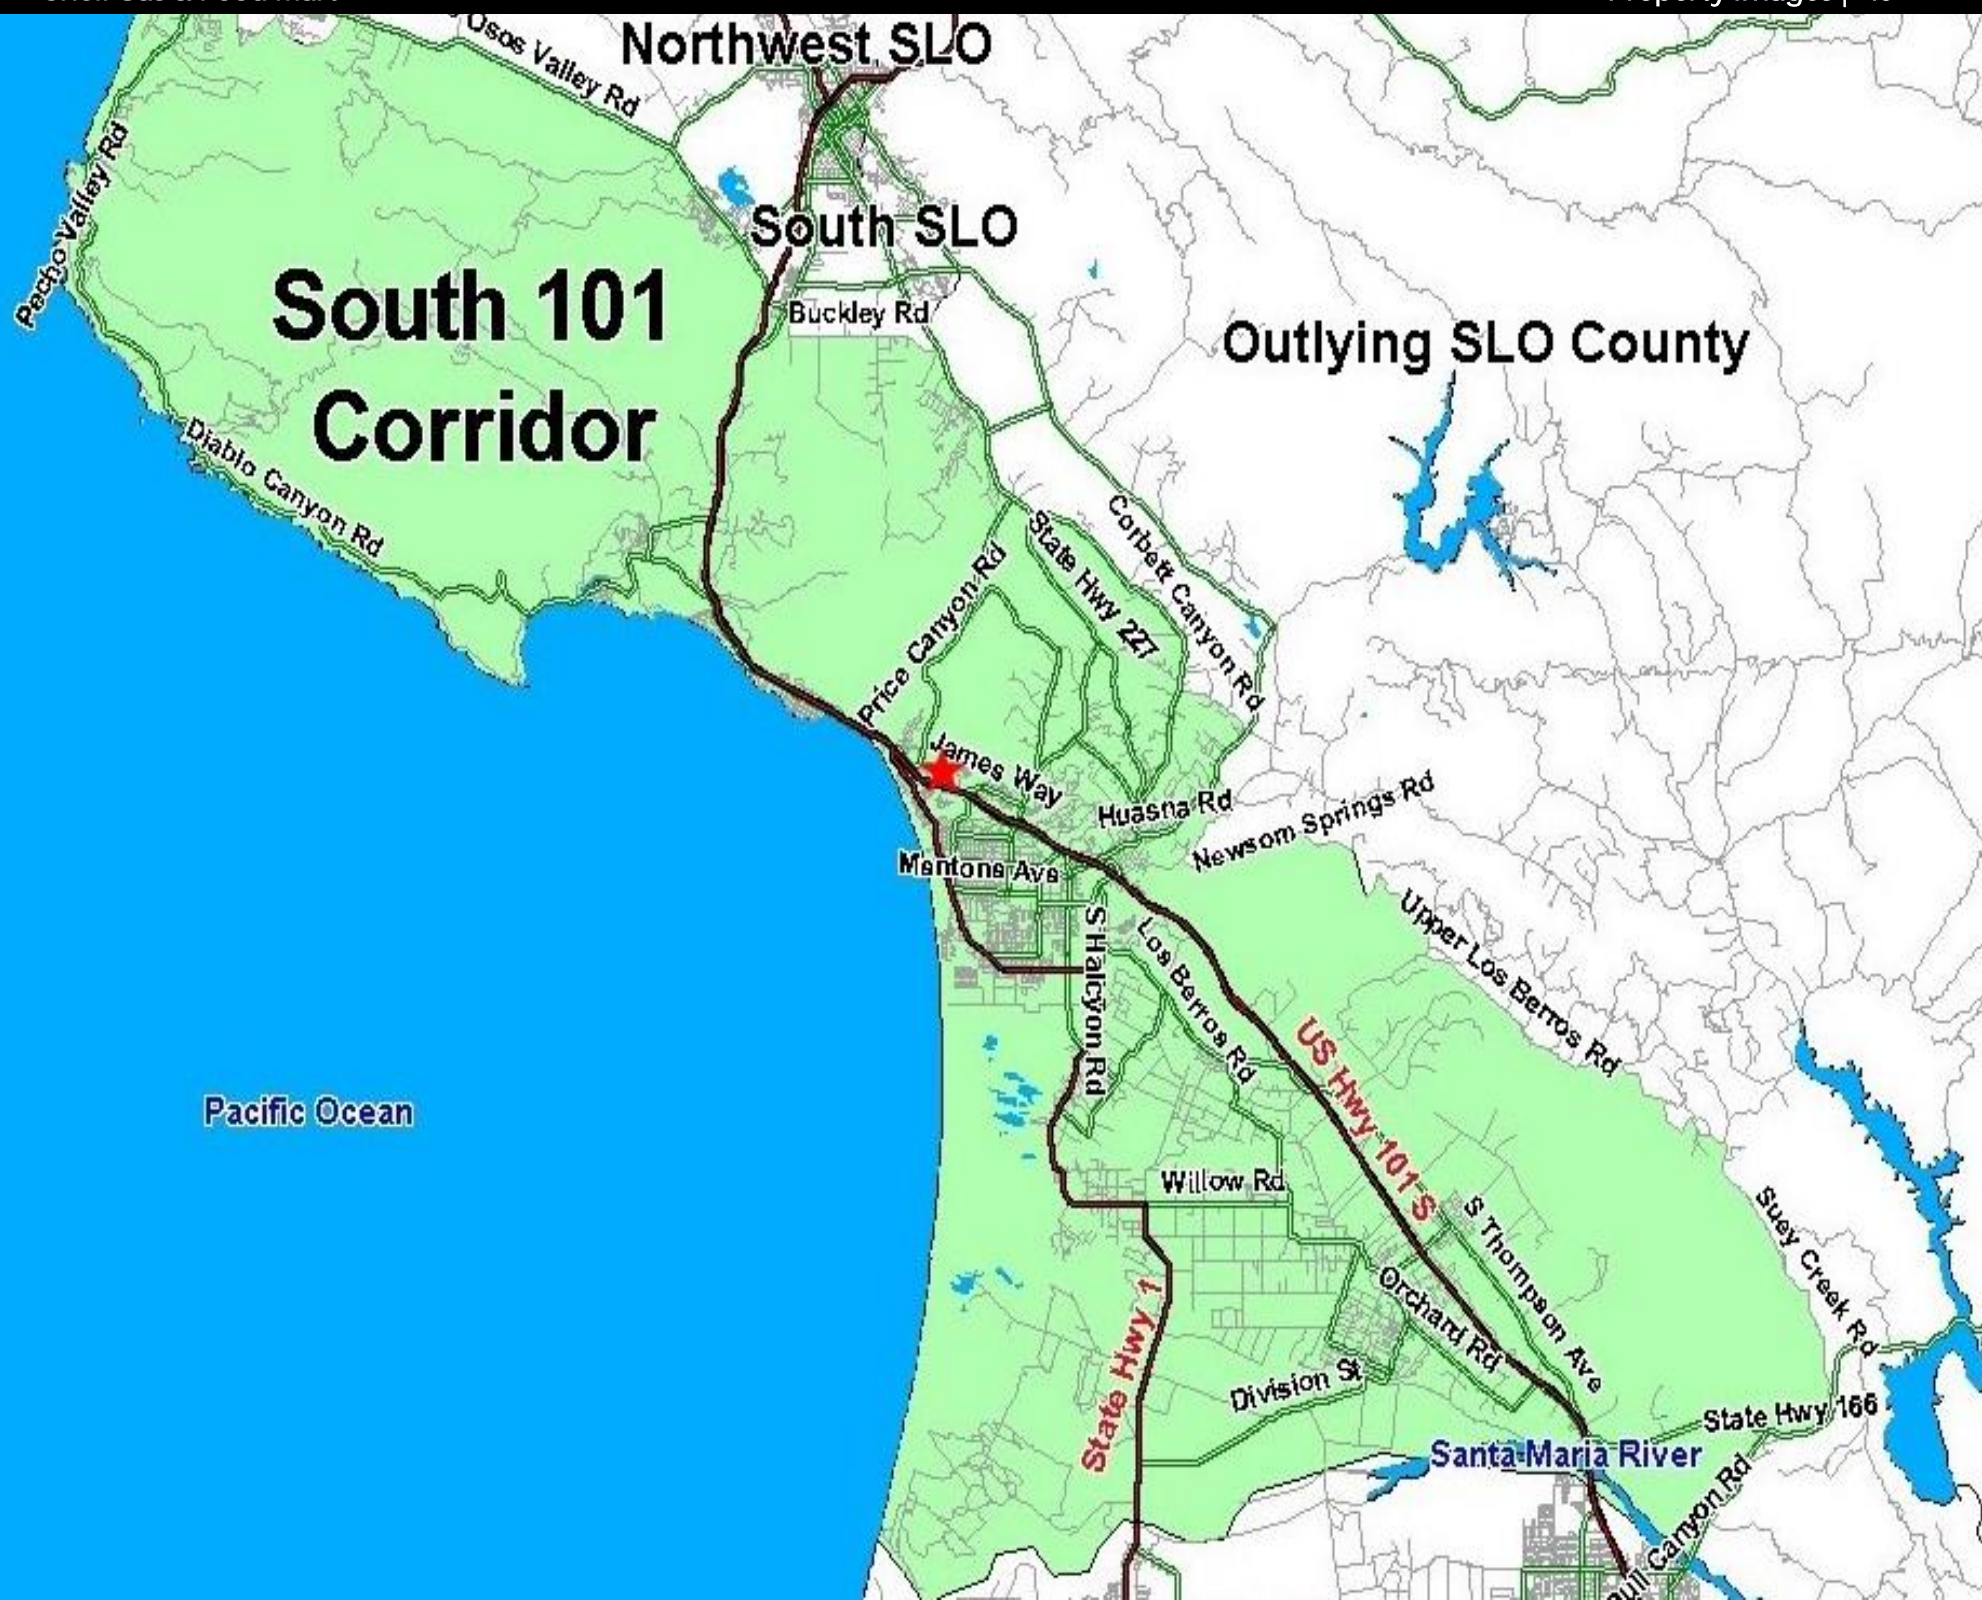 Osos Valley Rd
Northwest SLO
Pecho Valley Rd
South SLO
South 101
Corridor
Buckley Rd
Outlying SLO County
Diablo Canyon Rd
State Hwy 227
Corbett Canyon Rd
Price Canyon Rd
James Way
Huasna Rd
Newsom Springs Rd
Mentone Ave
S Halcyon Rd
Los Berros Rd
Upper Los Berros Rd
US Hwy 101 S
Pacific Ocean
Willow Rd
S Thompson Ave
Suey Creek Rd
Orchard Rd
State Hwy 1
Division St
State Hwy 166
Santa Maria River
Canyon Rd